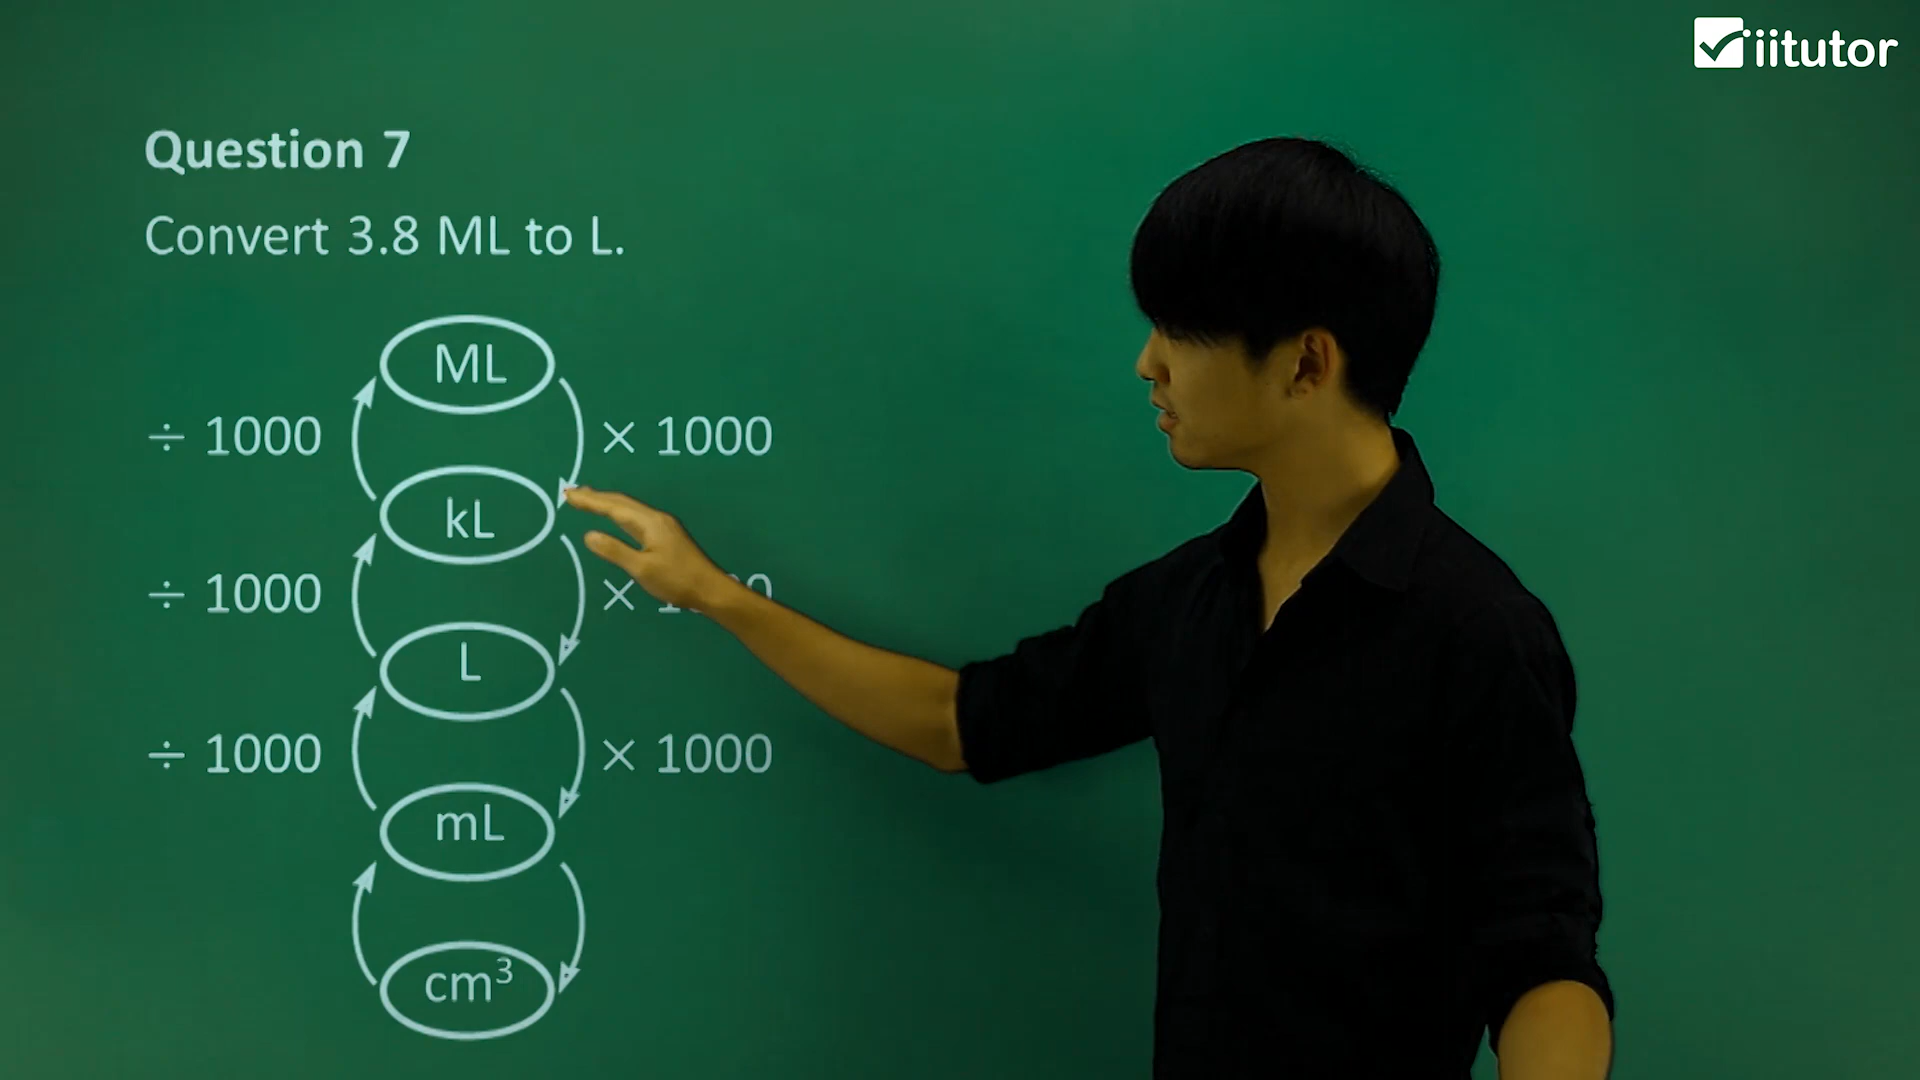 iitutor
Question 7
Convert 3.8 ML to L.
ML
÷ 1000 × 1000
kL
÷ 1000 ×
L
÷ 1000 × 1000
mL
cm³